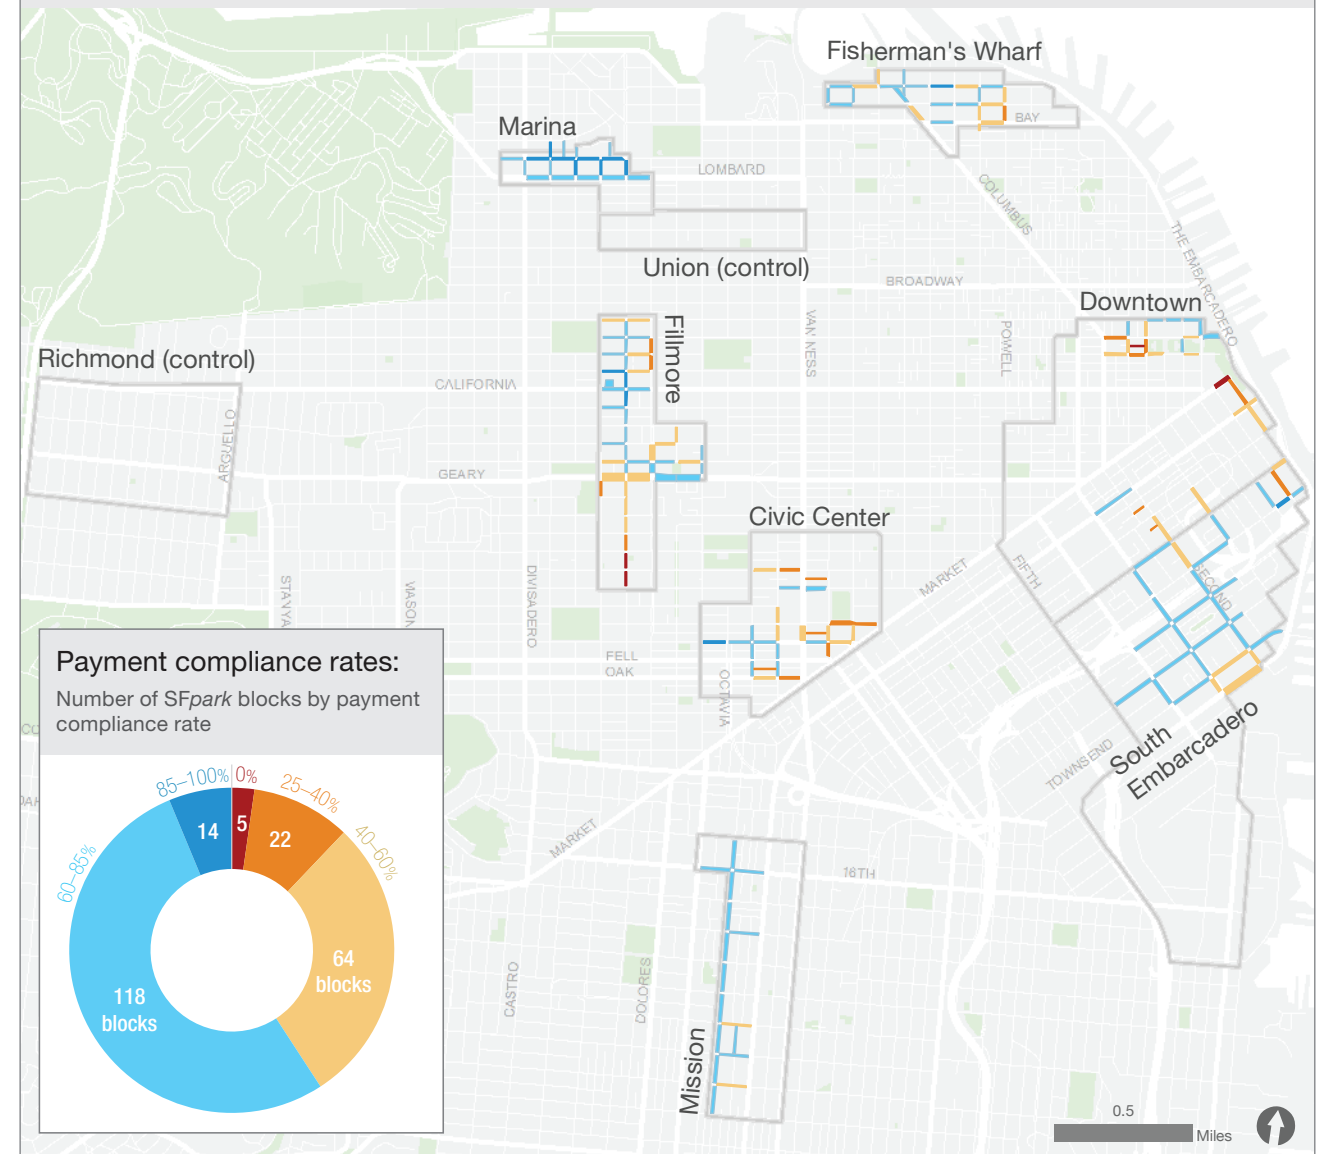 Fisherman's Wharf
BAY
Marina
LOMBARD
COLUMBUS
THE EMBARCADERO
Union (control)
BROADWAY
Downtown
VAN NESS
POWELL
Fillmore
Richmond (control)
CALIFORNIA
ARGUELLO
GEARY
Civic Center
MARKET
FIFTH
SECOND
STANYA
MASON
DIVISADERO
FELL
OAK
OCTAVIA
South
Embarcadero
TOWNSEND
MARKET
16TH
CASTRO
DOLORES
Mission
Payment compliance rates:
Number of SFpark blocks by payment
compliance rate
85–100%
0%
25–40%
40–60%
60–85%
14
5
22
64
blocks
118
blocks
0.5
Miles